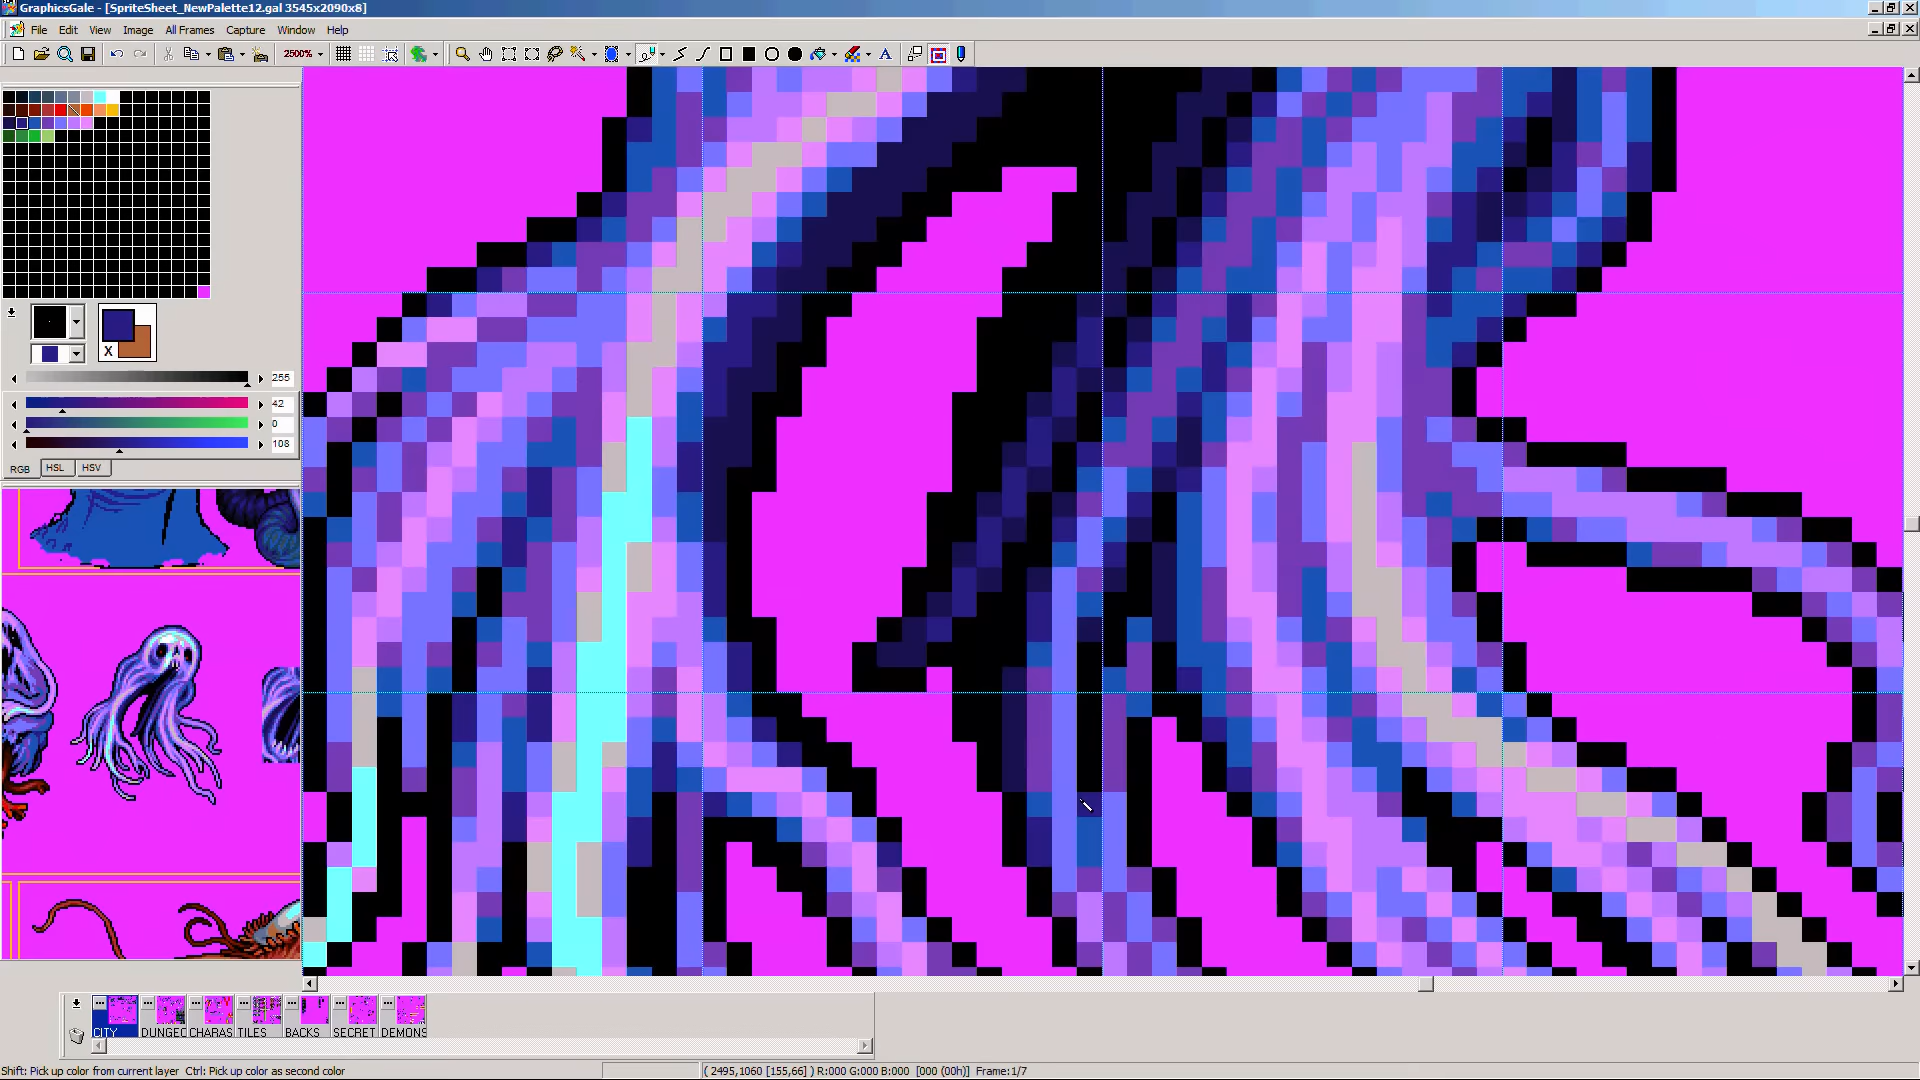 GraphicsGale - [SpriteSheet_NewPalette12.gal 3545x2090x8]
File Edit View Image All Frames Capture Window Help
2500% A
X
255
42
0
108
RGB HSL HSV
CITY DUNGEC CHARAS TILES BACKS SECRET DEMONS
Shift: Pick up color from current layer Ctrl: Pick up color as second color ( 2495,1060 [155,66] ) R:000 G:000 B:000 [000 (00h)] Frame:1/7